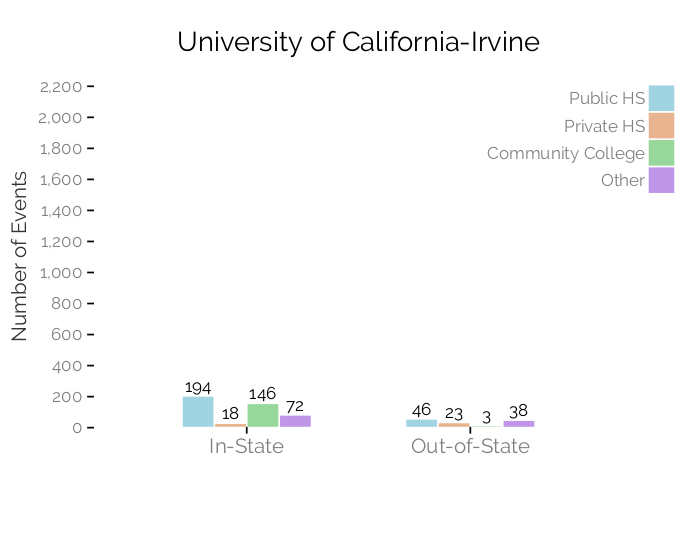 University of California-Irvine
Number of Events
2,200
2,000
1,800
1,600
1,400
1,200
1,000
800
600
400
200
0
Public HS
Private HS
Community College
Other
194
18
146
72
46
23
3
38
In-State
Out-of-State